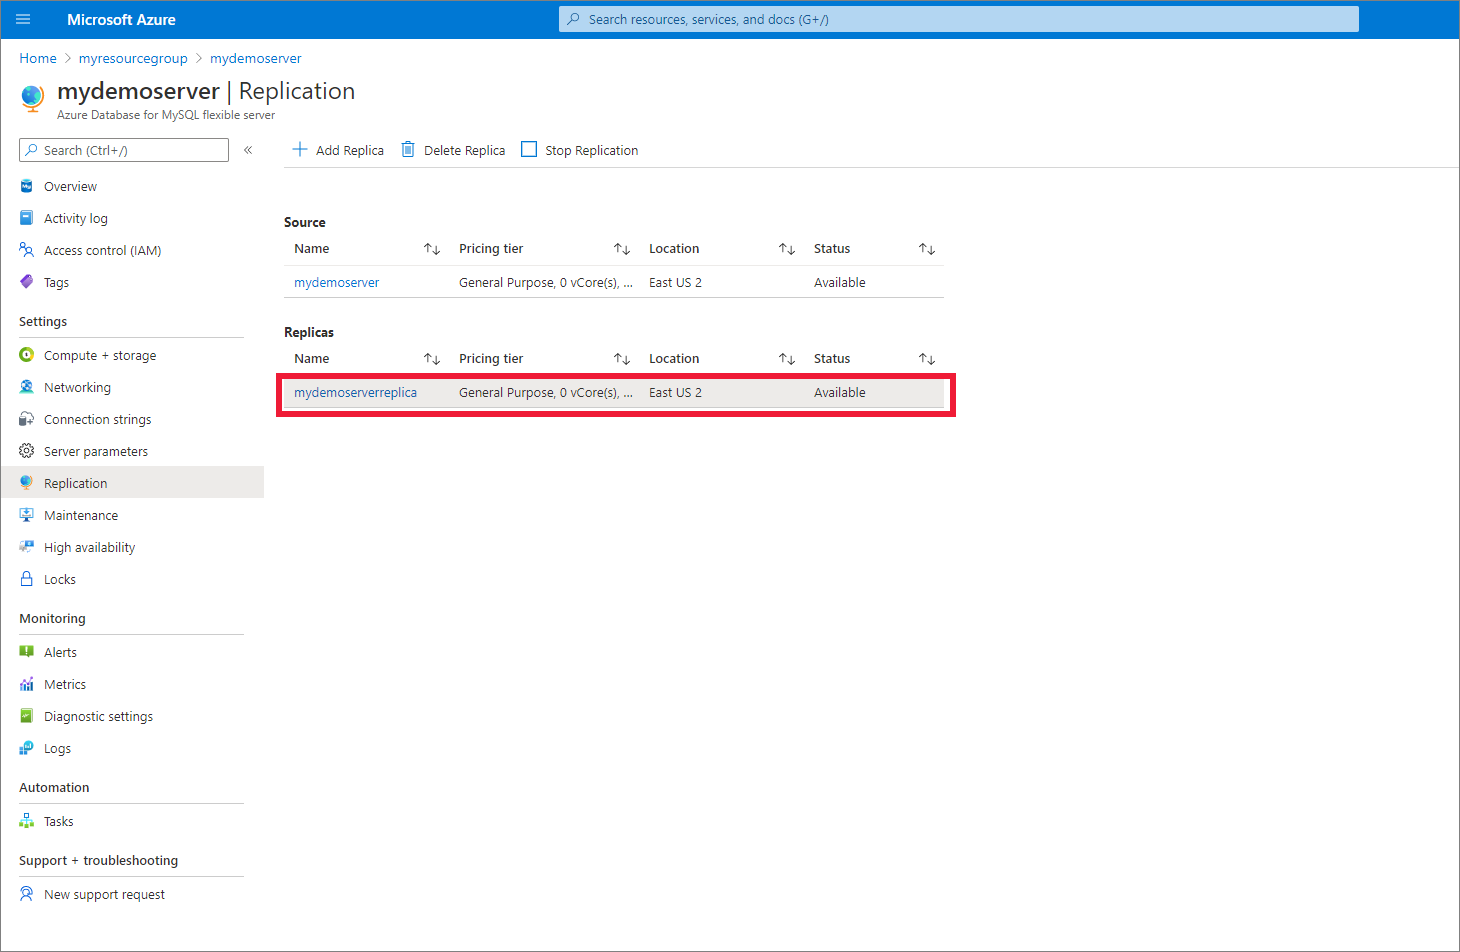 Microsoft Azure
Search resources, services, and docs (G+/)
Home > myresourcegroup > mydemoserver
mydemoserver | Replication
Azure Database for MySQL flexible server
Search (Ctrl+/)
«
Add Replica
Delete Replica
Stop Replication
Overview
Activity log
Access control (IAM)
Tags
Settings
Compute + storage
Networking
Connection strings
Server parameters
Replication
Maintenance
High availability
Locks
Monitoring
Alerts
Metrics
Diagnostic settings
Logs
Automation
Tasks
Support + troubleshooting
New support request
Source
Name ↑↓ Pricing tier ↑↓ Location ↑↓ Status ↑↓
mydemoserver General Purpose, 0 vCore(s), ... East US 2 Available
Replicas
Name ↑↓ Pricing tier ↑↓ Location ↑↓ Status ↑↓
mydemoserverreplica General Purpose, 0 vCore(s), ... East US 2 Available